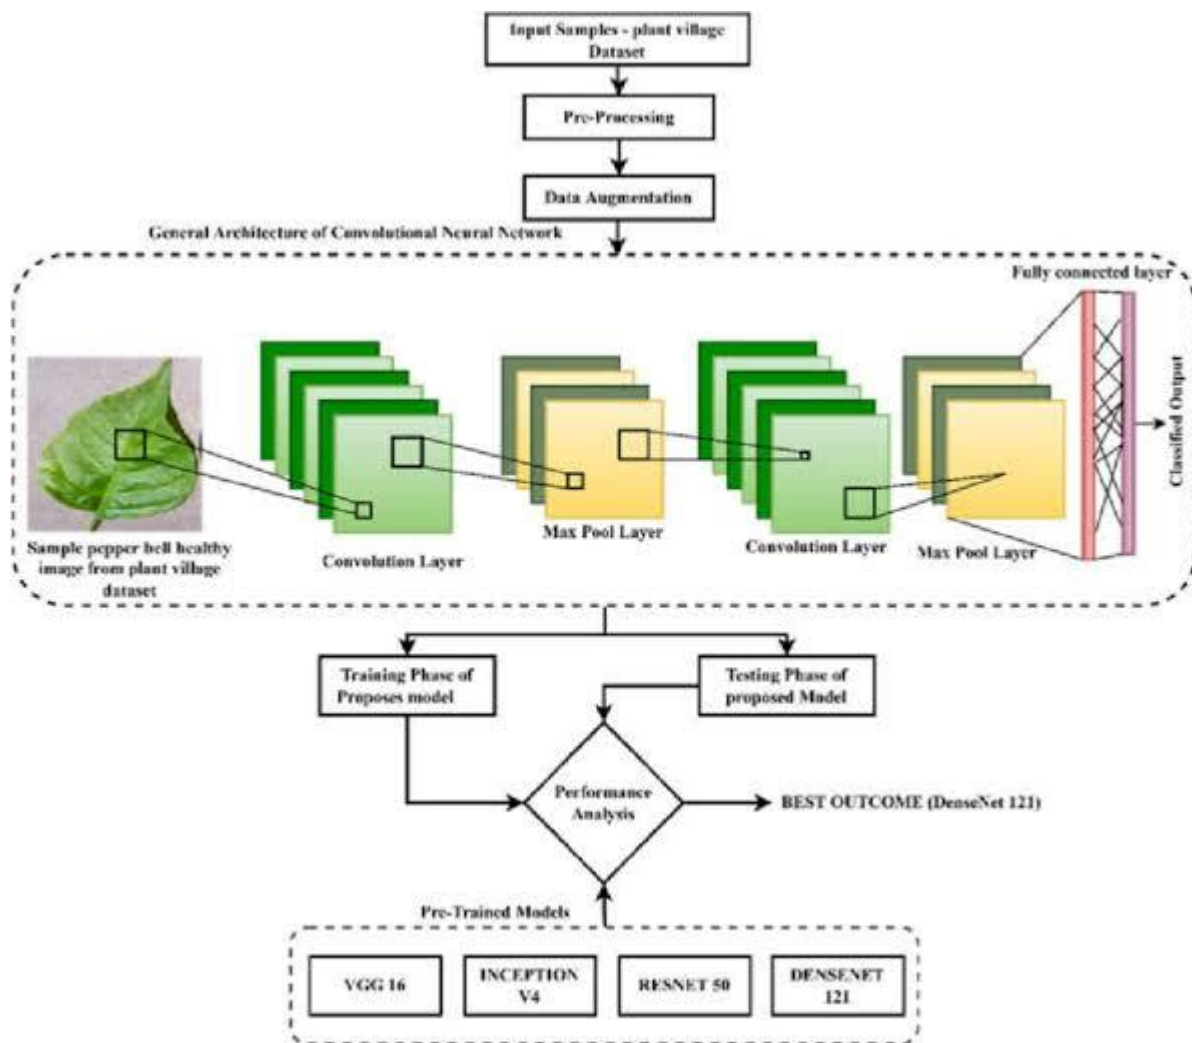 Input Samples - plant village
Dataset
Pre-Processing
Data Augmentation
General Architecture of Convolutional Neural Network
Fully connected layer
Classified Output
Sample pepper bell healthy
image from plant village
dataset
Convolution Layer
Max Pool Layer
Convolution Layer
Max Pool Layer
Training Phase of
Proposes model
Testing Phase of
proposed Model
Performance
Analysis
BEST OUTCOME (DenseNet 121)
Pre-Trained Models
VGG 16
INCEPTION
V4
RESNET 50
DENSENET
121